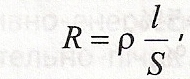 R = ρ l/S,